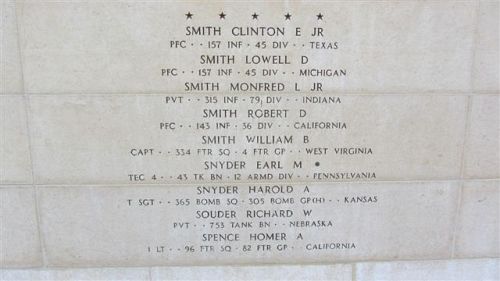 SMITH CLINTON E JR
PFC · · 157 INF · 45 DIV · · TEXAS
SMITH LOWELL D
PFC · · 157 INF · 45 DIV · · MICHIGAN
SMITH MONFRED L JR
PVT · · 315 INF · 79 DIV · · INDIANA
SMITH ROBERT D
PFC · · 143 INF · 36 DIV · · CALIFORNIA
SMITH WILLIAM B
CAPT · · 334 FTR SQ · 4 FTR GP · · WEST VIRGINIA
SNYDER EARL M
TEC 4 · · 43 TK BN · 12 ARMD DIV · · PENNSYLVANIA
SNYDER HAROLD A
T SGT · · 365 BOMB SQ · 305 BOMB GP(H) · · KANSAS
SOUDER RICHARD W
PVT · · 753 TANK BN · · NEBRASKA
SPENCE HOMER A
1 LT · · 96 FTR SQ · 82 FTR GP · · CALIFORNIA